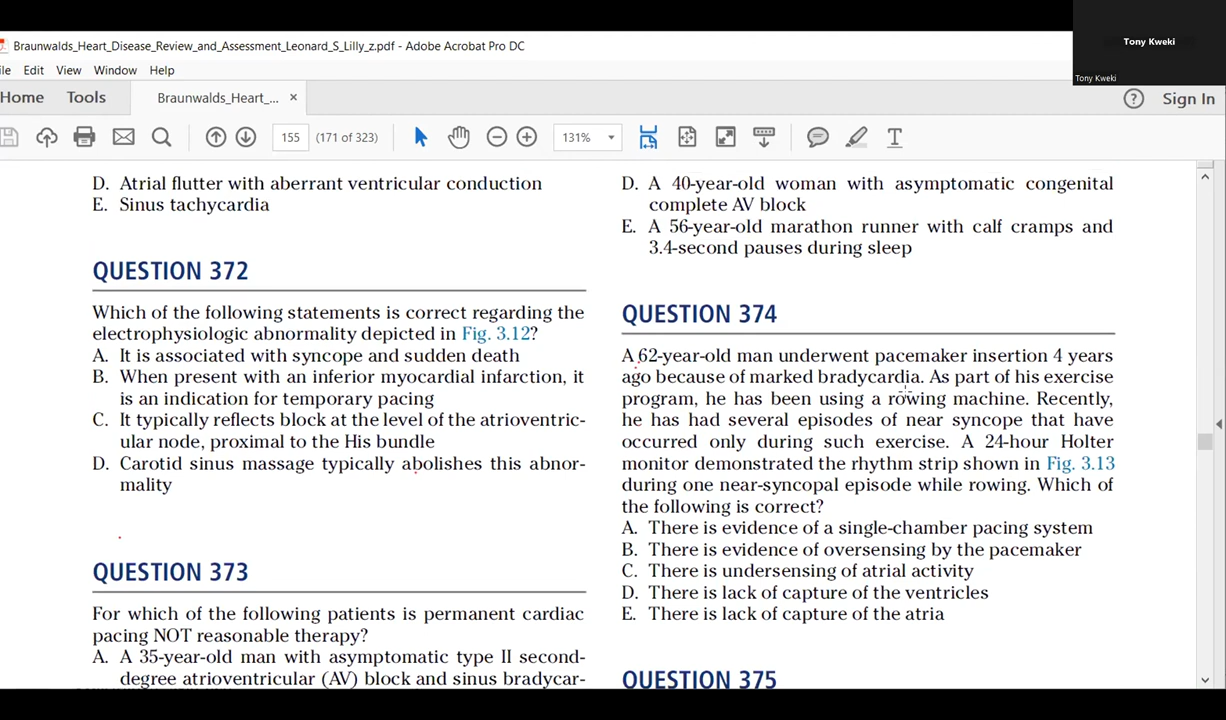 Tony Kweki
Tony Kweki
Braunwalds_Heart_Disease_Review_and_Assessment_Leonard_S_Lilly_z.pdf - Adobe Acrobat Pro DC
ile Edit View Window Help
Home Tools Braunwalds_Heart_... × ? Sign In
155 (171 of 323) 131%
D. Atrial flutter with aberrant ventricular conduction
E. Sinus tachycardia
QUESTION 372
Which of the following statements is correct regarding the
electrophysiologic abnormality depicted in Fig. 3.12?
A. It is associated with syncope and sudden death
B. When present with an inferior myocardial infarction, it
is an indication for temporary pacing
C. It typically reflects block at the level of the atrioventric-
ular node, proximal to the His bundle
D. Carotid sinus massage typically abolishes this abnor-
mality
QUESTION 373
For which of the following patients is permanent cardiac
pacing NOT reasonable therapy?
A. A 35-year-old man with asymptomatic type II second-
degree atrioventricular (AV) block and sinus bradycar-
D. A 40-year-old woman with asymptomatic congenital
complete AV block
E. A 56-year-old marathon runner with calf cramps and
3.4-second pauses during sleep
QUESTION 374
A 62-year-old man underwent pacemaker insertion 4 years
ago because of marked bradycardia. As part of his exercise
program, he has been using a rowing machine. Recently,
he has had several episodes of near syncope that have
occurred only during such exercise. A 24-hour Holter
monitor demonstrated the rhythm strip shown in Fig. 3.13
during one near-syncopal episode while rowing. Which of
the following is correct?
A. There is evidence of a single-chamber pacing system
B. There is evidence of oversensing by the pacemaker
C. There is undersensing of atrial activity
D. There is lack of capture of the ventricles
E. There is lack of capture of the atria
QUESTION 375